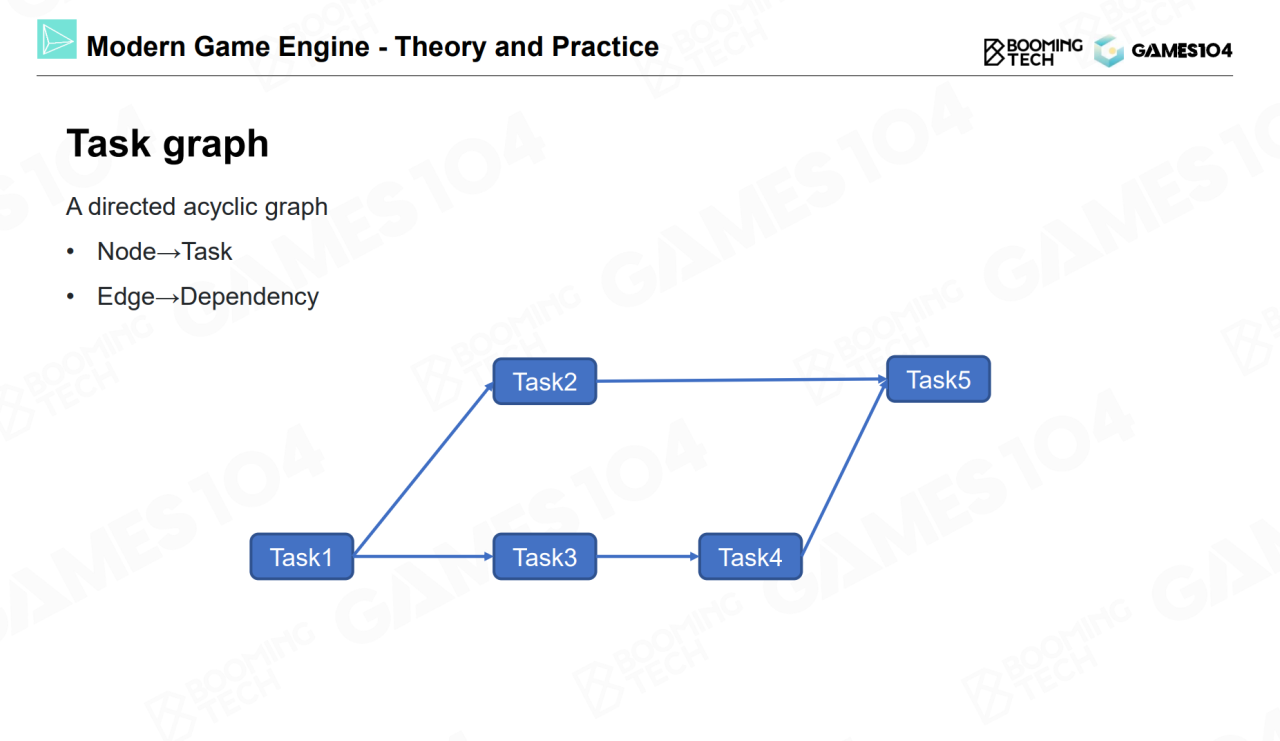 Modern Game Engine - Theory and Practice
BOOMING
TECH
GAMES104
Task graph
A directed acyclic graph
• Node→Task
• Edge→Dependency
Task2
Task5
Task1
Task3
Task4